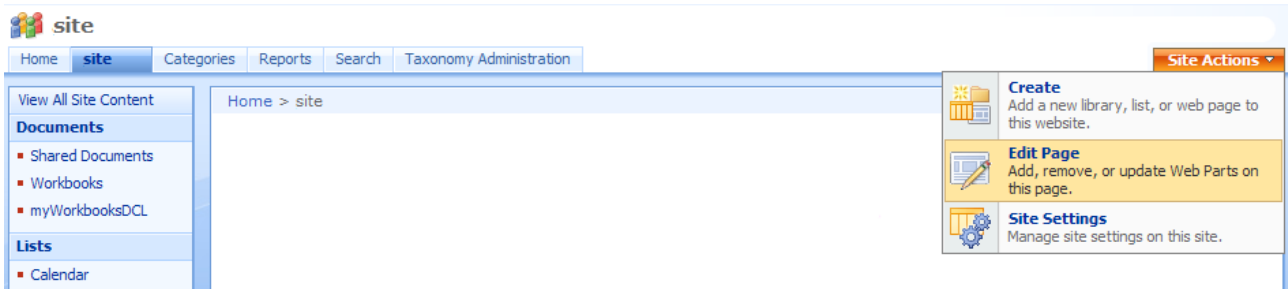 site
Home site Categories Reports Search Taxonomy Administration Site Actions
View All Site Content
Home > site
Documents
Shared Documents
Workbooks
myWorkbooksDCL
Lists
Calendar
Create
Add a new library, list, or web page to
this website.
Edit Page
Add, remove, or update Web Parts on
this page.
Site Settings
Manage site settings on this site.